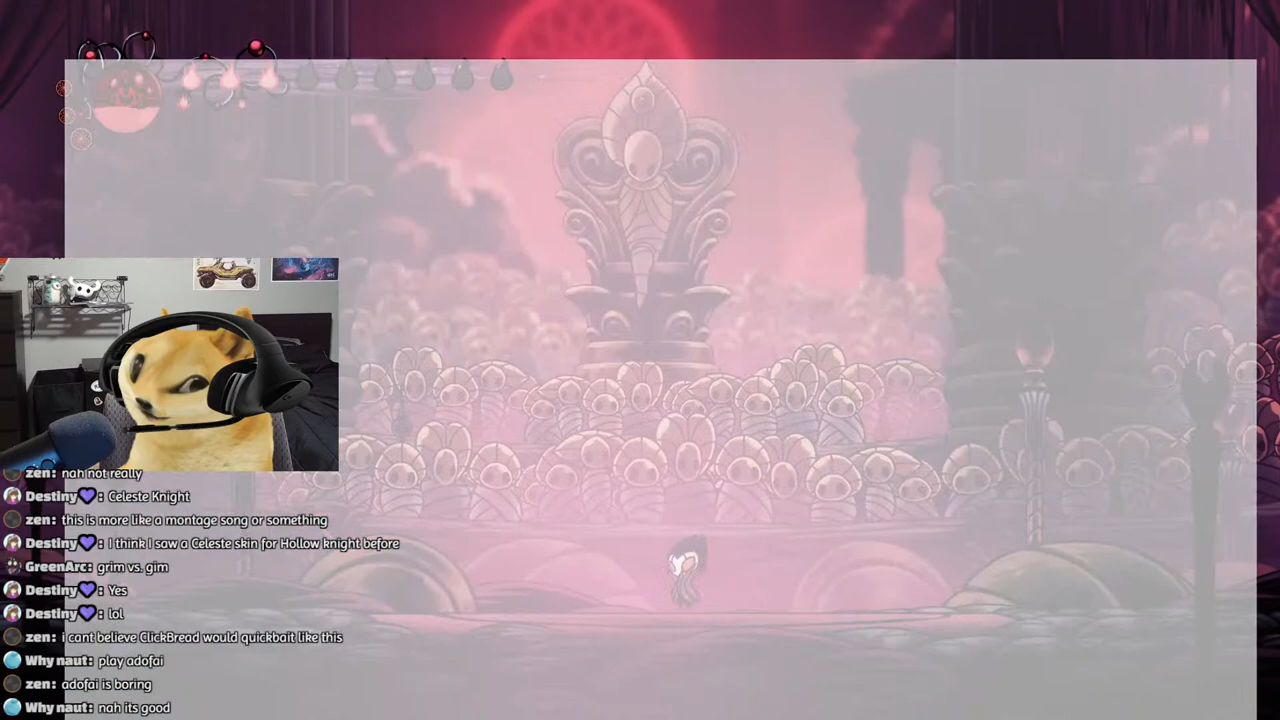 zen: nah not really
Destiny💜: Celeste Knight
zen: this is more like a montage song or something
Destiny💜: I think I saw a Celeste skin for Hollow knight before
GreenArc: grim vs. gim
Destiny💜: Yes
Destiny💜: lol
zen: i cant believe ClickBread would quickbait like this
Why naut: play adofai
zen: adofai is boring
Why naut: nah its good